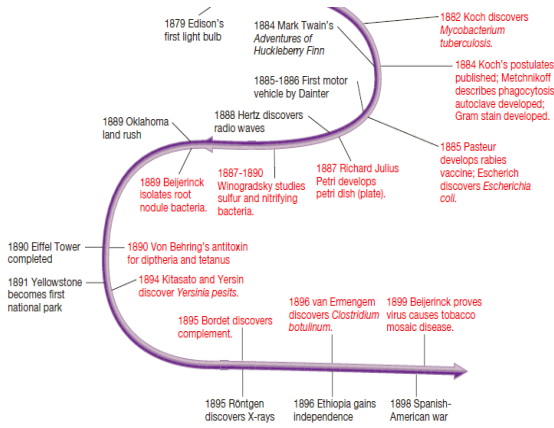 1879 Edison's
first light bulb
1884 Mark Twain's
Adventures of
Huckleberry Finn
1882 Koch discovers
Mycobacterium
tuberculosis.
1884 Koch's postulates
published; Metchnikoff
describes phagocytosis
autoclave developed;
Gram stain developed.
1885-1886 First motor
vehicle by Dainter
1888 Hertz discovers
radio waves
1889 Oklahoma
land rush
1885 Pasteur
develops rabies
vaccine; Escherich
discovers Escherichia
coli.
1887 Richard Julius
Petri develops
petri dish (plate).
1887-1890
Winogradsky studies
sulfur and nitrifying
bacteria.
1889 Beijerinck
isolates root
nodule bacteria.
1890 Eiffel Tower
completed
1890 Von Behring's antitoxin
for diptheria and tetanus
1891 Yellowstone
becomes first
national park
1894 Kitasato and Yersin
discover Yersinia pesits.
1895 Bordet discovers
complement.
1896 van Ermengem
discovers Clostridium
botulinum.
1899 Beijerinck proves
virus causes tobacco
mosaic disease.
1895 Röntgen
discovers X-rays
1896 Ethiopia gains
independence
1898 Spanish-
American war